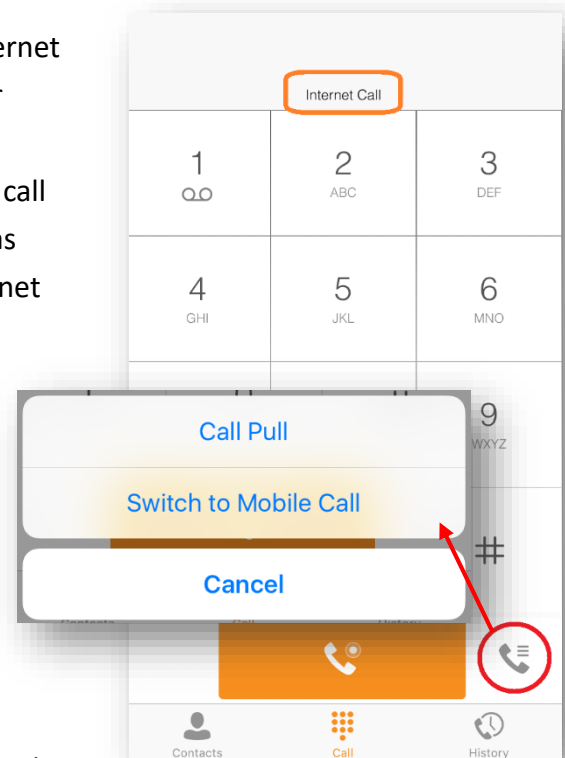 Internet Call
1
2
ABC
3
DEF
call
4
GHI
5
JKL
6
MNO
9
WXYZ
Call Pull
Switch to Mobile Call
Cancel
#
Contacts
Call
History